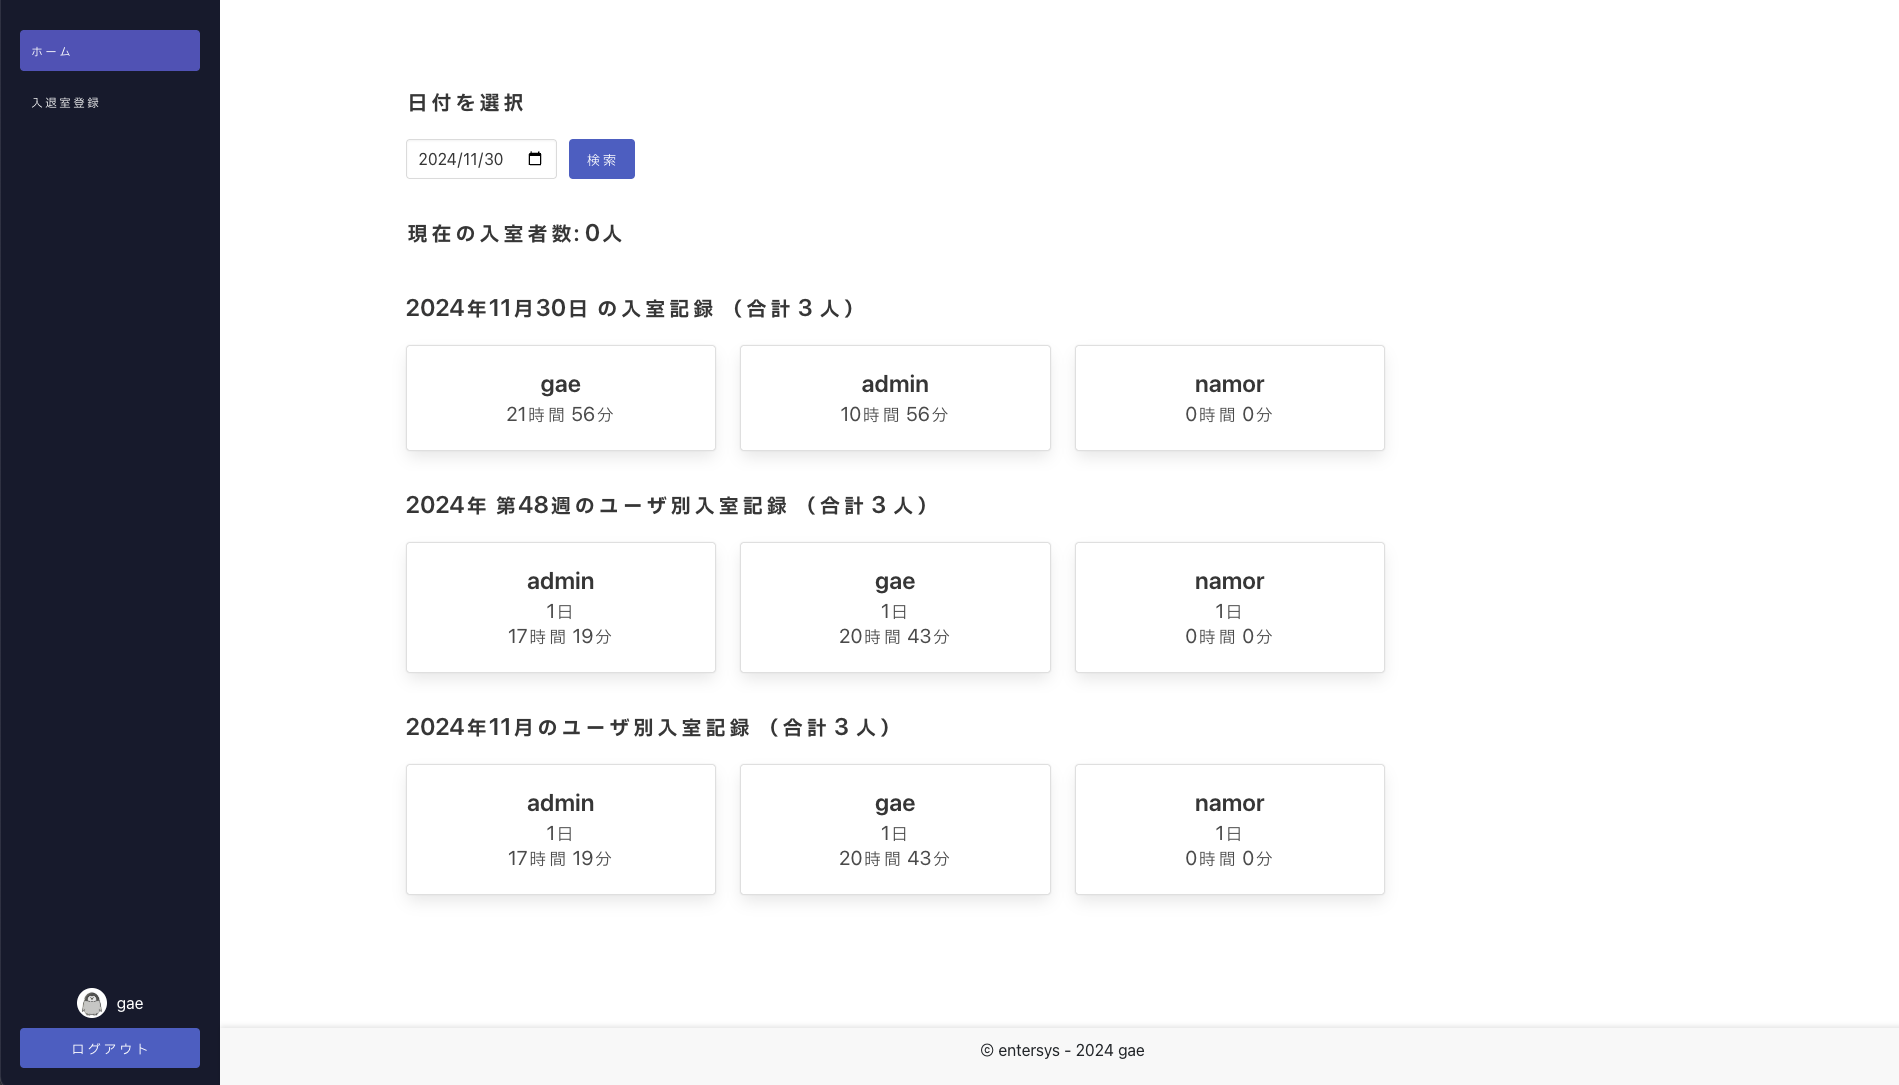 ホーム
入退室登録
gae
ログアウト
日付を選択
2024/11/30
検索
現在の入室者数: 0人
2024年11月30日 の入室記録 （合計 3 人）
gae
21時間 56分
admin
10時間 56分
namor
0時間 0分
2024年 第48週のユーザ別入室記録 （合計 3 人）
admin
1日
17時間 19分
gae
1日
20時間 43分
namor
1日
0時間 0分
2024年11月のユーザ別入室記録 （合計 3 人）
admin
1日
17時間 19分
gae
1日
20時間 43分
namor
1日
0時間 0分
© entersys - 2024 gae